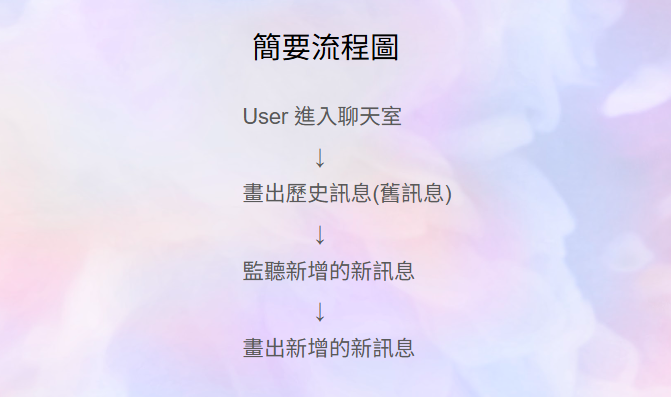 簡要流程圖
User 進入聊天室
↓
畫出歷史訊息(舊訊息)
↓
監聽新增的新訊息
↓
畫出新增的新訊息